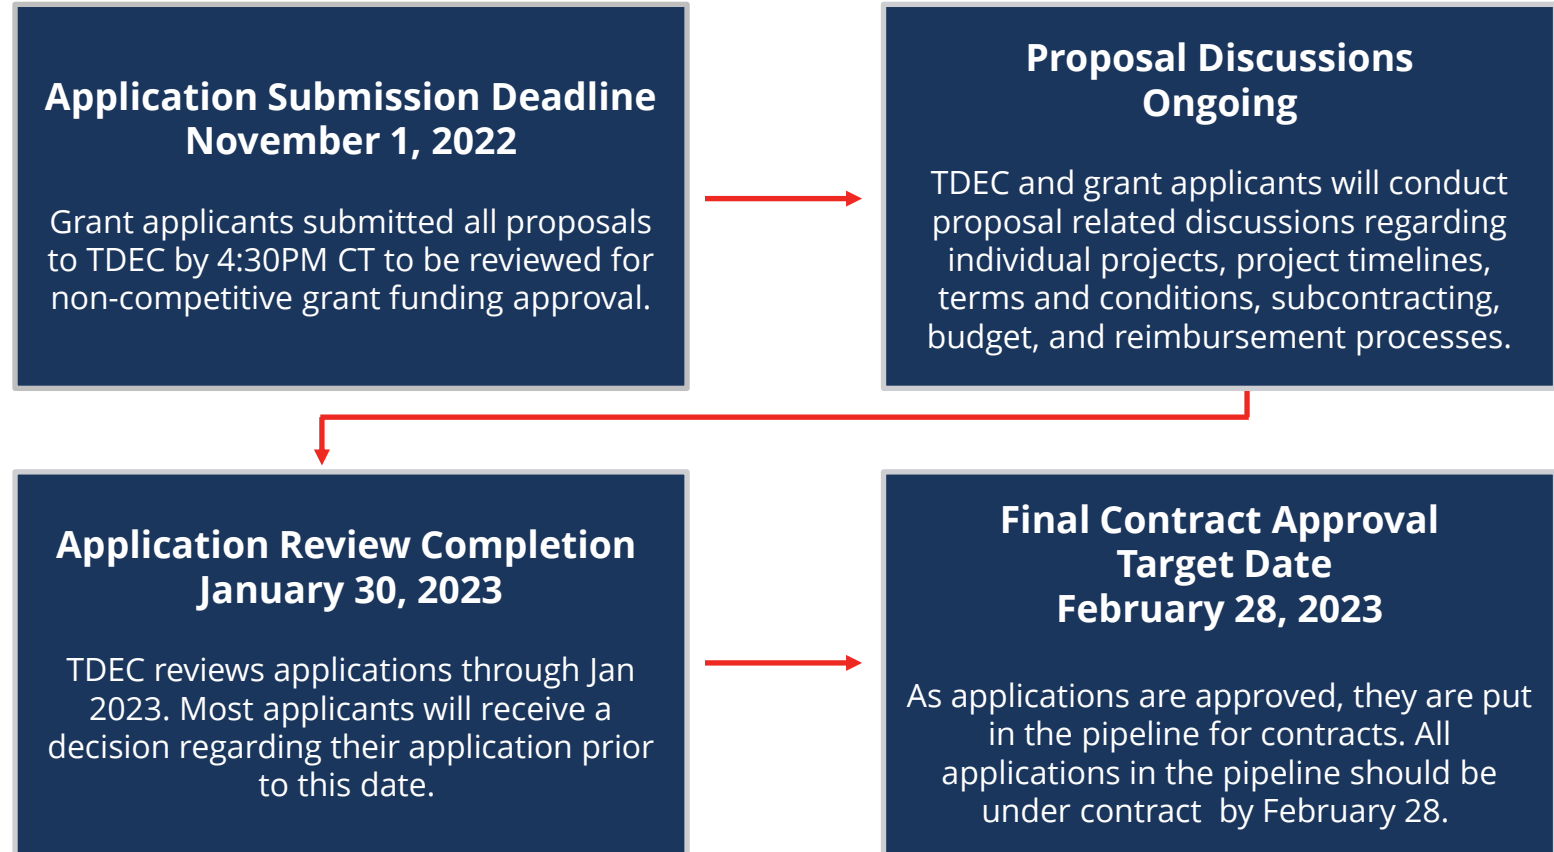 Application Submission Deadline
November 1, 2022
Grant applicants submitted all proposals
to TDEC by 4:30PM CT to be reviewed for
non-competitive grant funding approval.
Proposal Discussions
Ongoing
TDEC and grant applicants will conduct
proposal related discussions regarding
individual projects, project timelines,
terms and conditions, subcontracting,
budget, and reimbursement processes.
Application Review Completion
January 30, 2023
TDEC reviews applications through Jan
2023. Most applicants will receive a
decision regarding their application prior
to this date.
Final Contract Approval
Target Date
February 28, 2023
As applications are approved, they are put
in the pipeline for contracts. All
applications in the pipeline should be
under contract  by February 28.